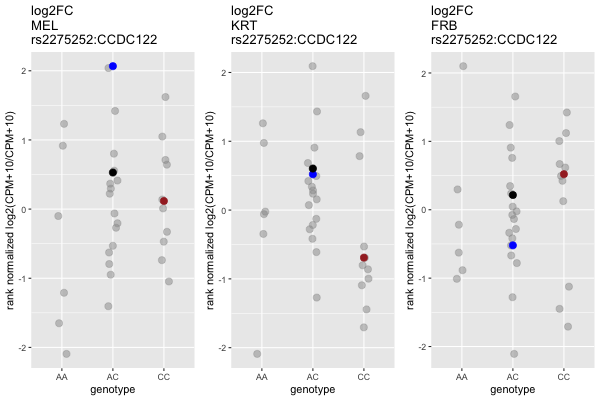 log2FC
MEL
rs2275252:CCDC122
rank normalized log2(CPM+10/CPM+10)
2
1
0
-1
-2
AA AC CC
genotype
log2FC
KRT
rs2275252:CCDC122
rank normalized log2(CPM+10/CPM+10)
2
1
0
-1
-2
AA AC CC
genotype
log2FC
FRB
rs2275252:CCDC122
rank normalized log2(CPM+10/CPM+10)
2
1
0
-1
-2
AA AC CC
genotype